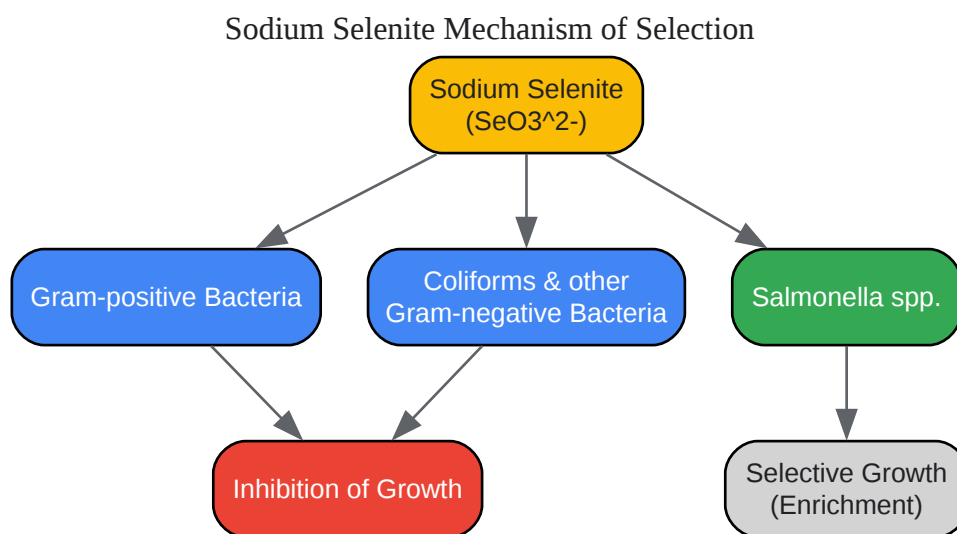 Sodium Selenite Mechanism of Selection
Sodium Selenite
(SeO3^2-)
Gram-positive Bacteria
Coliforms & other
Gram-negative Bacteria
Salmonella spp.
Inhibition of Growth
Selective Growth
(Enrichment)